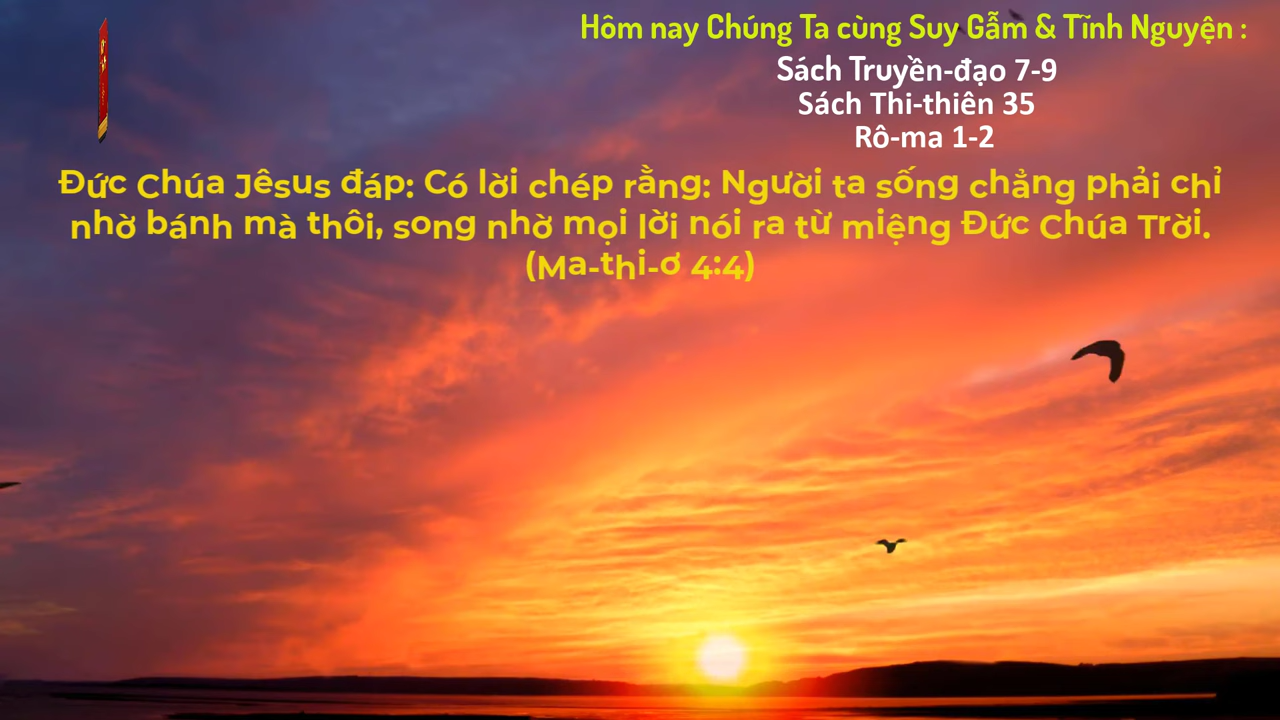 Hôm nay Chúng Ta cùng Suy Gẫm & Tĩnh Nguyện :
Sách Truyền-đạo 7-9
Sách Thi-thiên 35
Rô-ma 1-2
Đức Chúa Jêsus đáp: Có lời chép rằng: Người ta sống chẳng phải chỉ
nhờ bánh mà thôi, song nhờ mọi lời nói ra từ miệng Đức Chúa Trời.
(Ma-thi-ơ 4:4)